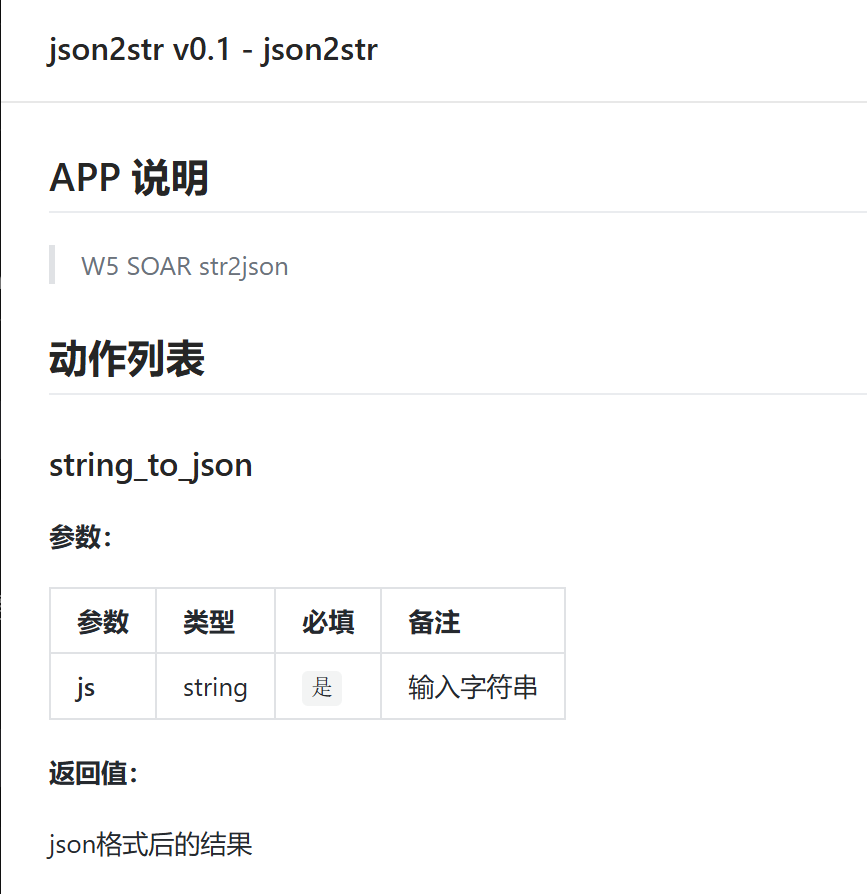 json2str v0.1 - json2str
APP 说明
W5 SOAR str2json
动作列表
string_to_json
参数：
参数 类型 必填 备注
js string 是 输入字符串
返回值：
json格式后的结果